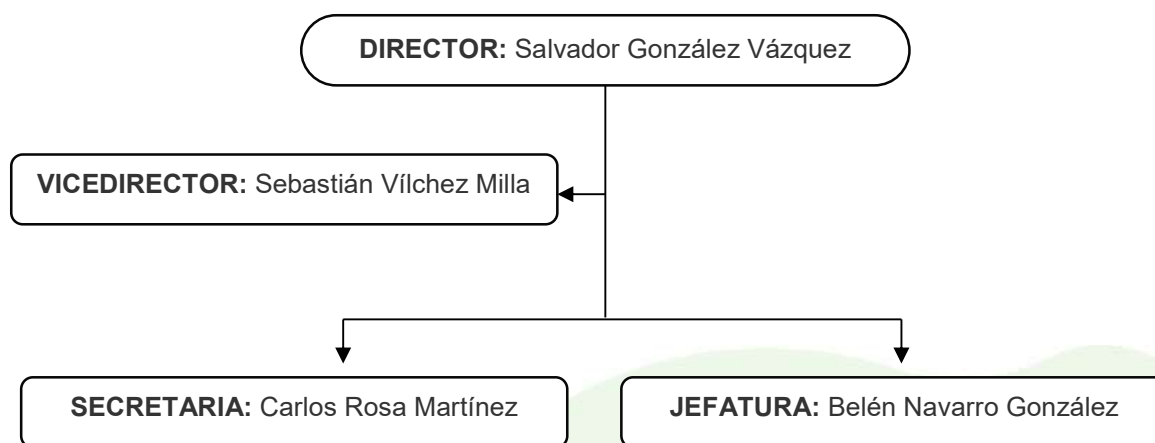 DIRECTOR: Salvador González Vázquez
VICEDIRECTOR: Sebastián Vílchez Milla
SECRETARIA: Carlos Rosa Martínez
JEFATURA: Belén Navarro González